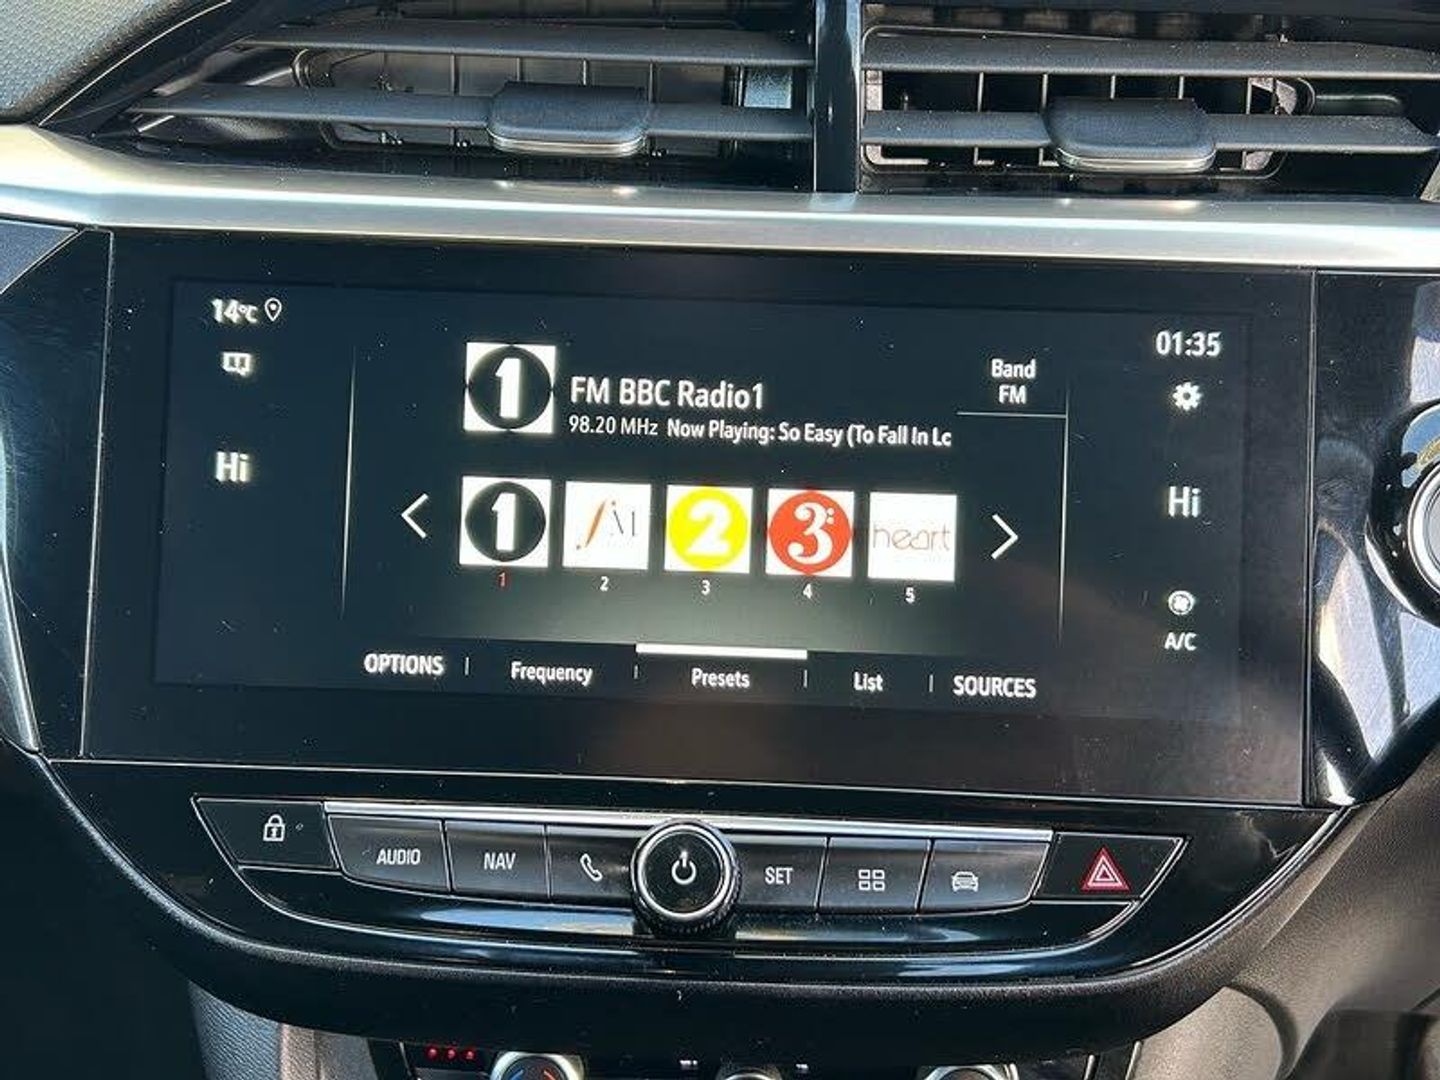 14°C
01:35
1
FM BBC Radio1
Band
FM
98.20 MHz Now Playing: So Easy (To Fall In Lc
Hi
Hi
1 fM 2 3: heart
1 2 3 4 5
A/C
OPTIONS Frequency Presets List SOURCES
AUDIO NAV SET